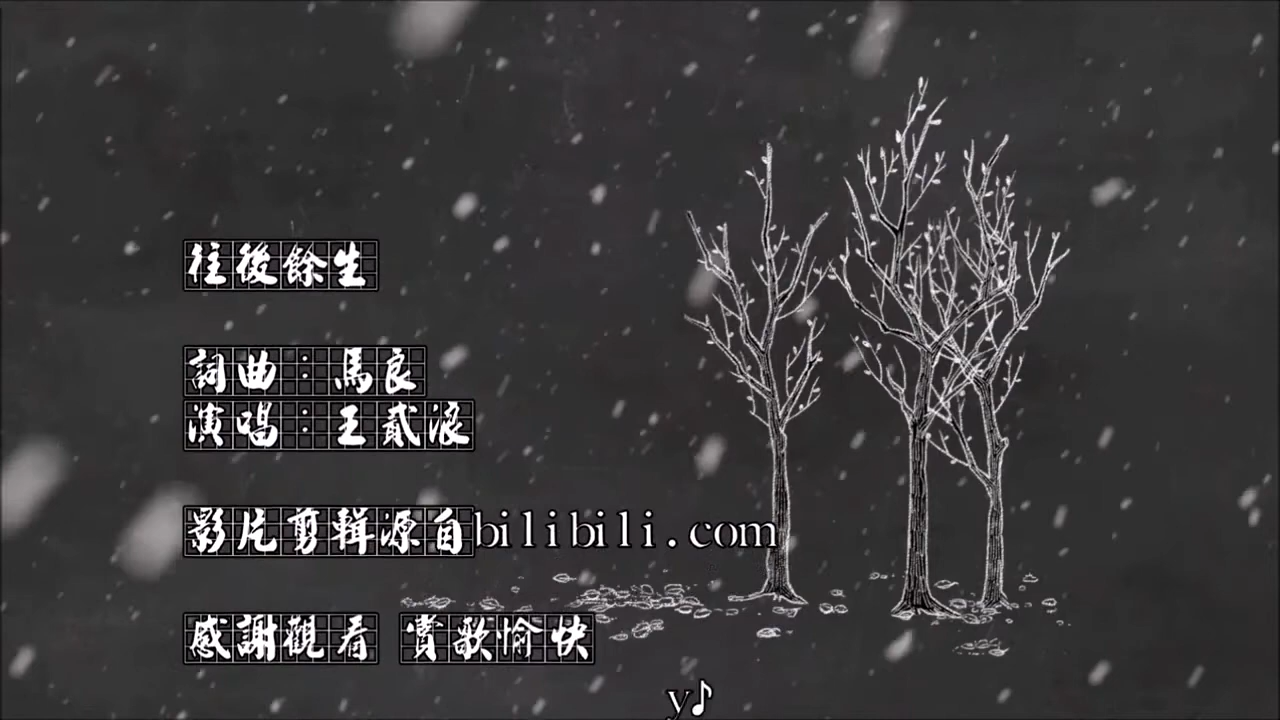 往後餘生
詞曲：馬良
演唱：王貳浪
影片剪輯源自bilibili.com
感謝觀看 賞歌愉快
y♪